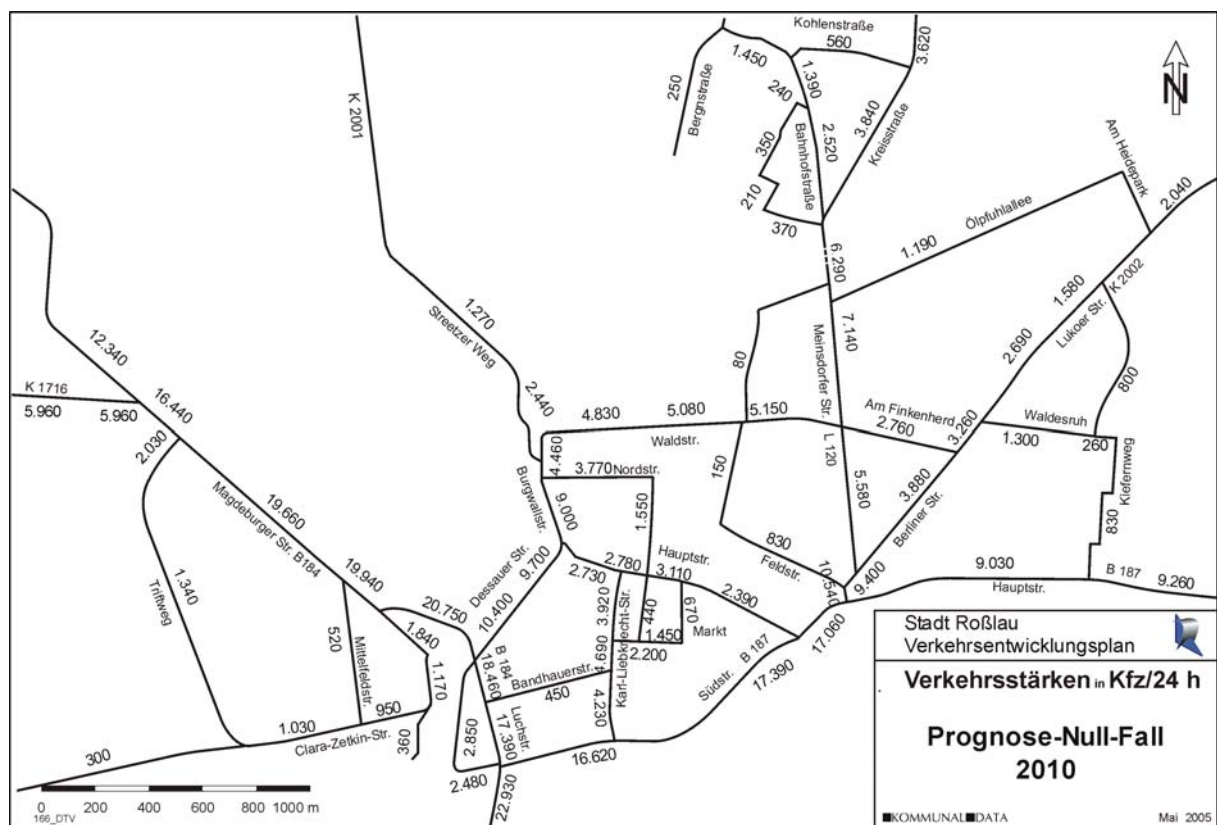 Kohlenstraße
560
3.620
1.450
1.390
250
Bergnstraße
240
350
2.520
3.840
Kreisstraße
Bahnhofstraße
210
370
N
K 2001
Am Heidepark
2.040
Ölpfuhlallee
1.190
6.290
7.140
1.580
Lukoer Str.
K 2002
1.270
Streetzer Weg
12.340
K 1716
5.960
5.960
16.440
2.440
80
Meinsdorfer Str.
L 120
2.690
800
4.830
5.080
5.150
Am Finkenherd
2.760
3.260
Waldesruh
1.300
260
Waldstr.
2.030
4.460
3.770
Nordstr.
150
5.580
3.880
Berliner Str.
Kiefernweg
830
Magdeburger Str. B184
19.660
Burgwallstr.
9.000
1.550
19.940
Dessauer Str.
9.700
10.400
2.730
2.780
Hauptstr.
3.110
2.390
830
Feldstr.
10.540
9.400
9.030
Hauptstr.
B 187
9.260
Triftweg
1.340
520
Mittelfeldstr.
20.750
1.840
1.170
3.920
Karl-Liebknecht-Str.
440
670
1.450
Markt
2.200
17.060
B 184
18.460
Bandhauerstr.
450
4.690
4.230
Südstr.
B 187
17.390
950
1.030
Clara-Zetkin-Str.
360
300
2.850
Luchstr.
17.390
2.480
16.620
22.930
0 200 400 600 800 1000 m
166_DTV
Stadt Roßlau
Verkehrsentwicklungsplan
Verkehrsstärken in Kfz/24 h
Prognose-Null-Fall
2010
KOMMUNAL DATA
Mai 2005